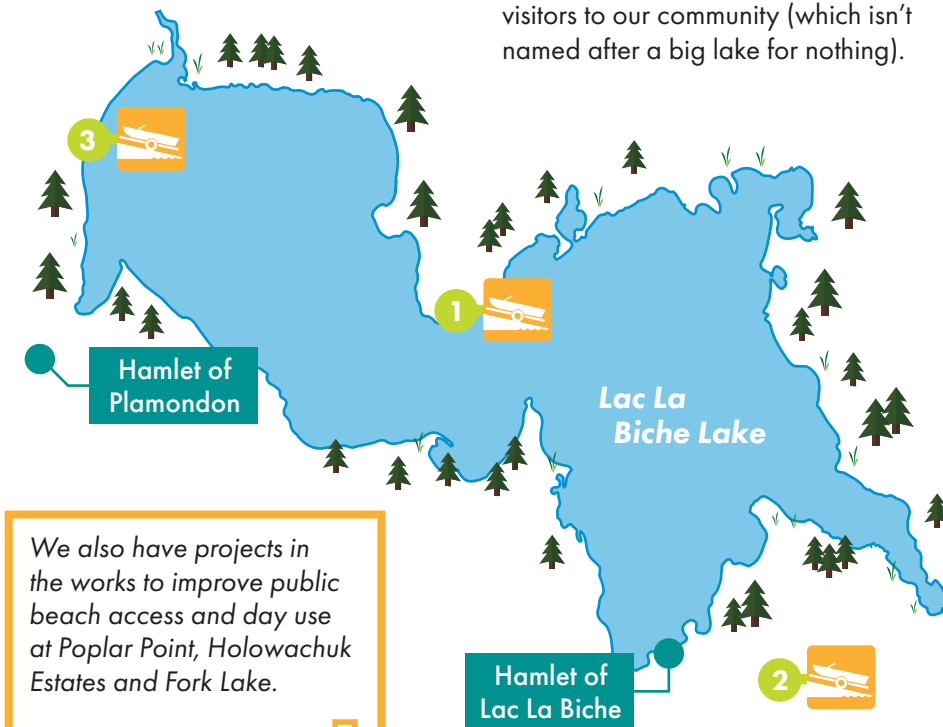 visitors to our community (which isn't
named after a big lake for nothing).
3
1
Hamlet of
Plamondon
Lac La
Biche Lake
We also have projects in
the works to improve public
beach access and day use
at Poplar Point, Holowachuk
Estates and Fork Lake.
Hamlet of
Lac La Biche
2